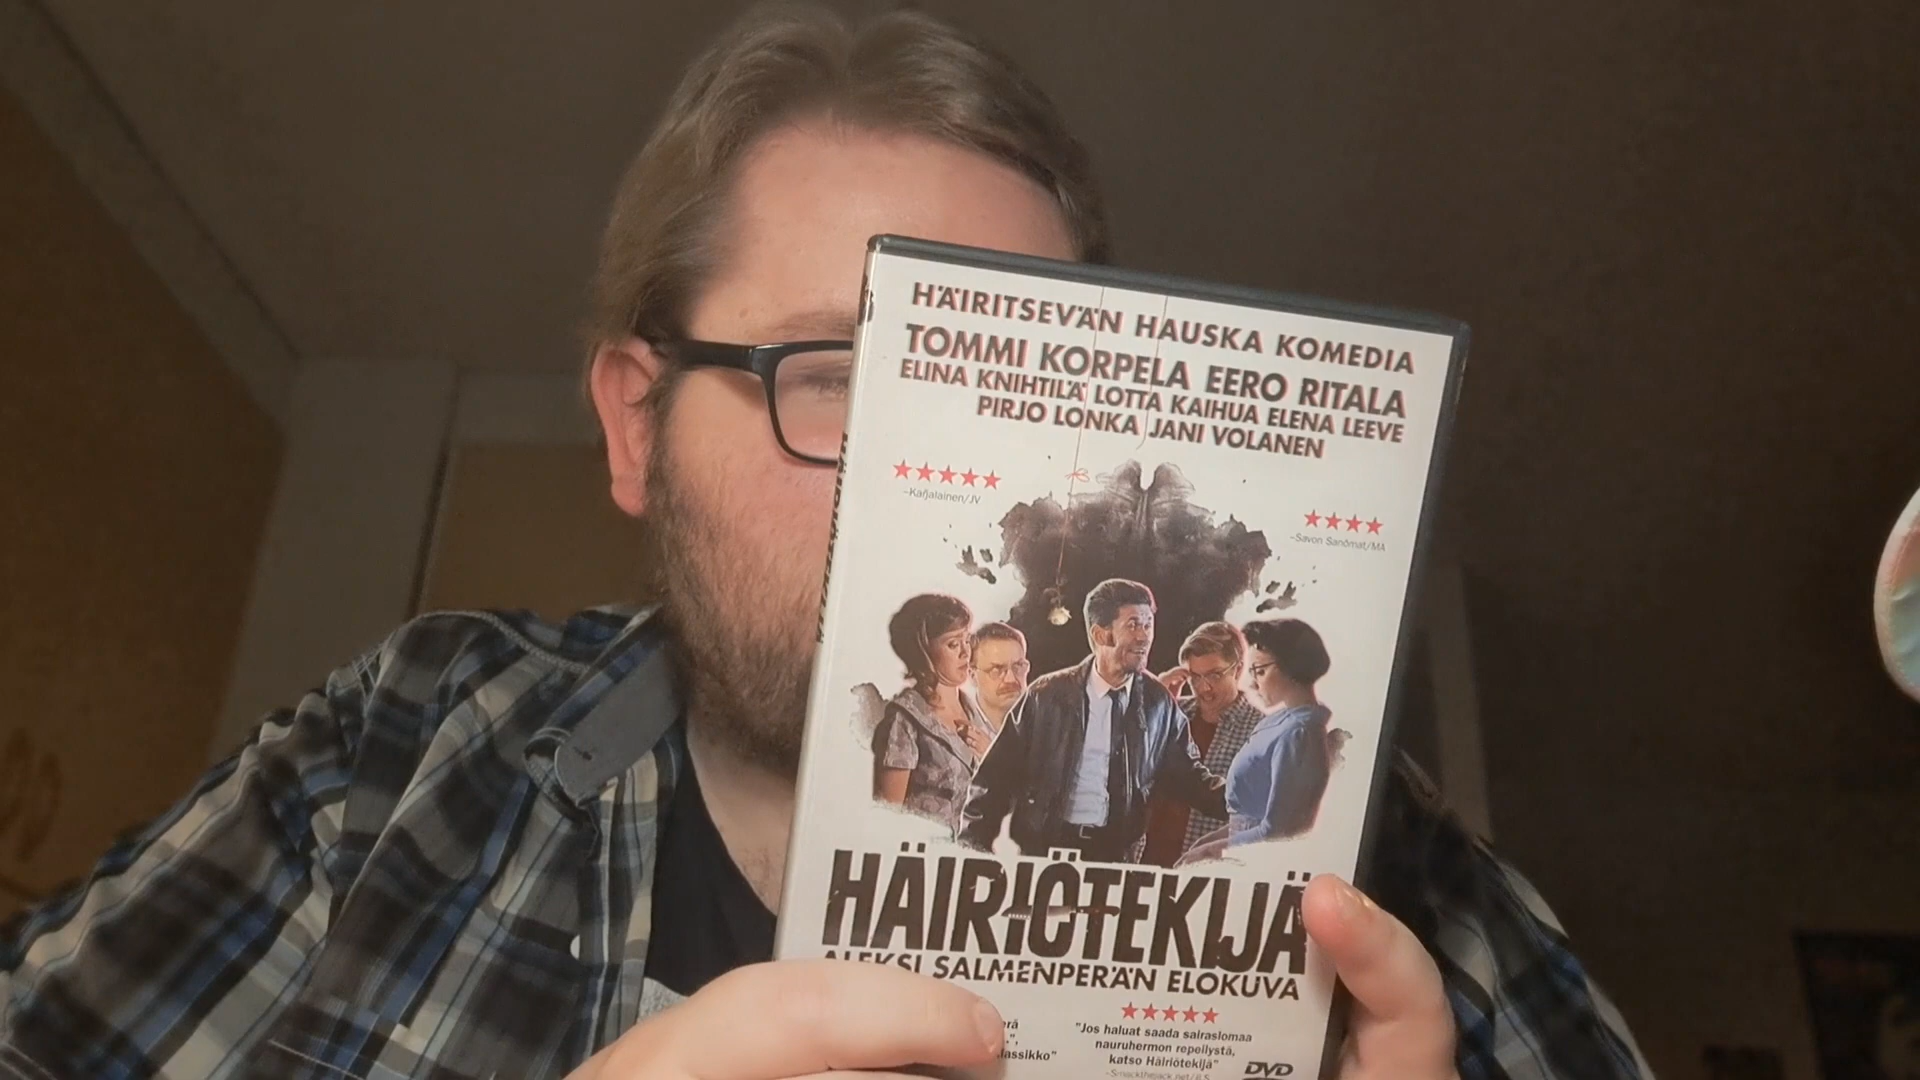 HÄIRITSEVÄN HAUSKA KOMEDIA
TOMMI KORPELA EERO RITALA
ELINA KNIHTILÄ LOTTA KAIHUA ELENA LEEVE
PIRJO LONKA JANI VOLANEN
–Karjalainen/JV
–Savon Sanomat/MA
HÄIRIÖTEKIJÄ
ALEKSI SALMENPERÄN ELOKUVA
"Jos haluat saada sairaslomaa
nauruhermon repeilystä,
katso Häiriötekijä"
DVD